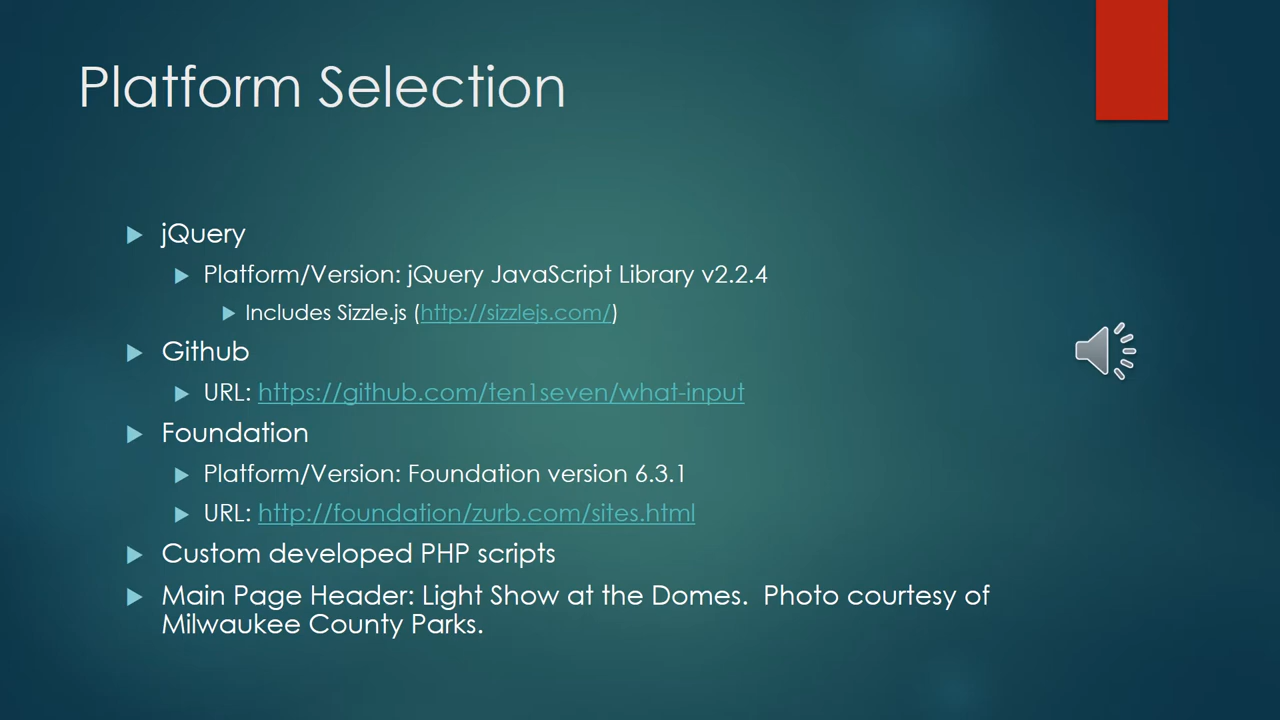 Platform Selection
jQuery
Platform/Version: jQuery JavaScript Library v2.2.4
Includes Sizzle.js (http://sizzlejs.com/)
Github
URL: https://github.com/ten1seven/what-input
Foundation
Platform/Version: Foundation version 6.3.1
URL: http://foundation/zurb.com/sites.html
Custom developed PHP scripts
Main Page Header: Light Show at the Domes.  Photo courtesy of
Milwaukee County Parks.